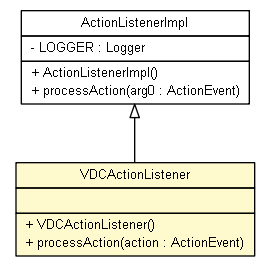 ActionListenerImpl
- LOGGER : Logger
+ ActionListenerImpl()
+ processAction(arg0 : ActionEvent)
VDCActionListener
+ VDCActionListener()
+ processAction(action : ActionEvent)